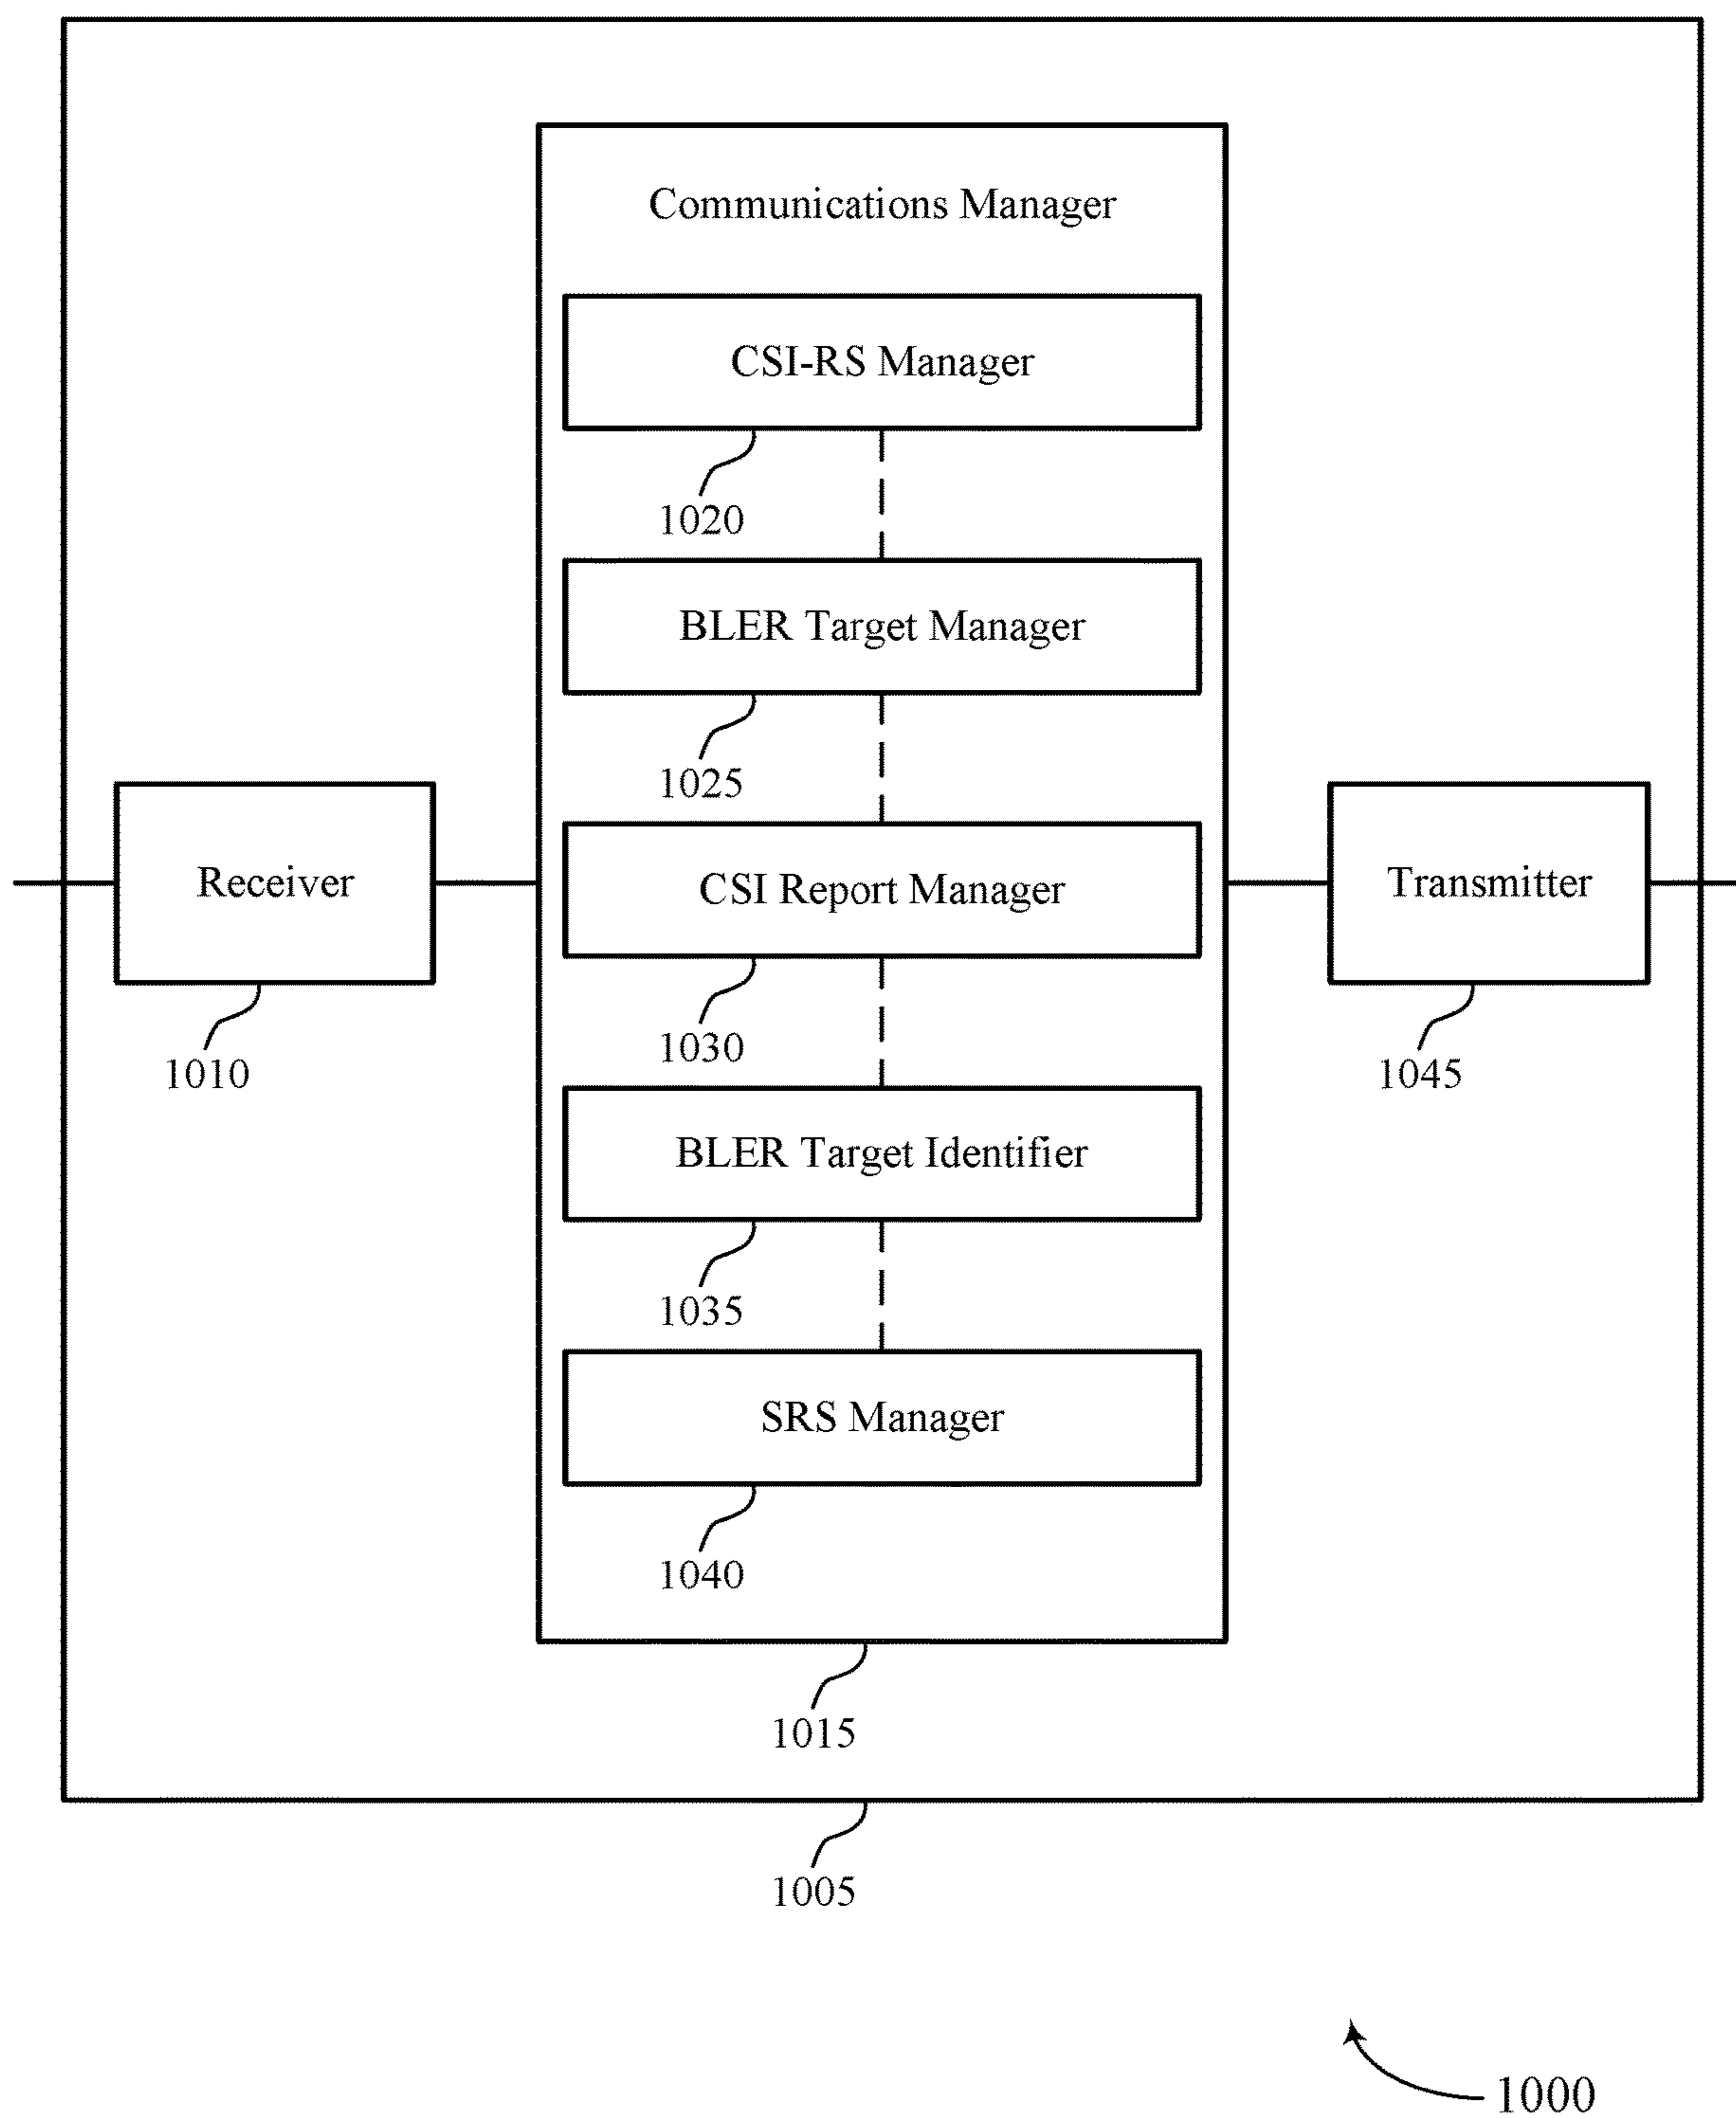 Communications Manager
CSI-RS Manager
1020
BLER Target Manager
1025
Receiver
1010
CSI Report Manager
1030
Transmitter
1045
BLER Target Identifier
1035
SRS Manager
1040
1015
1005
1000